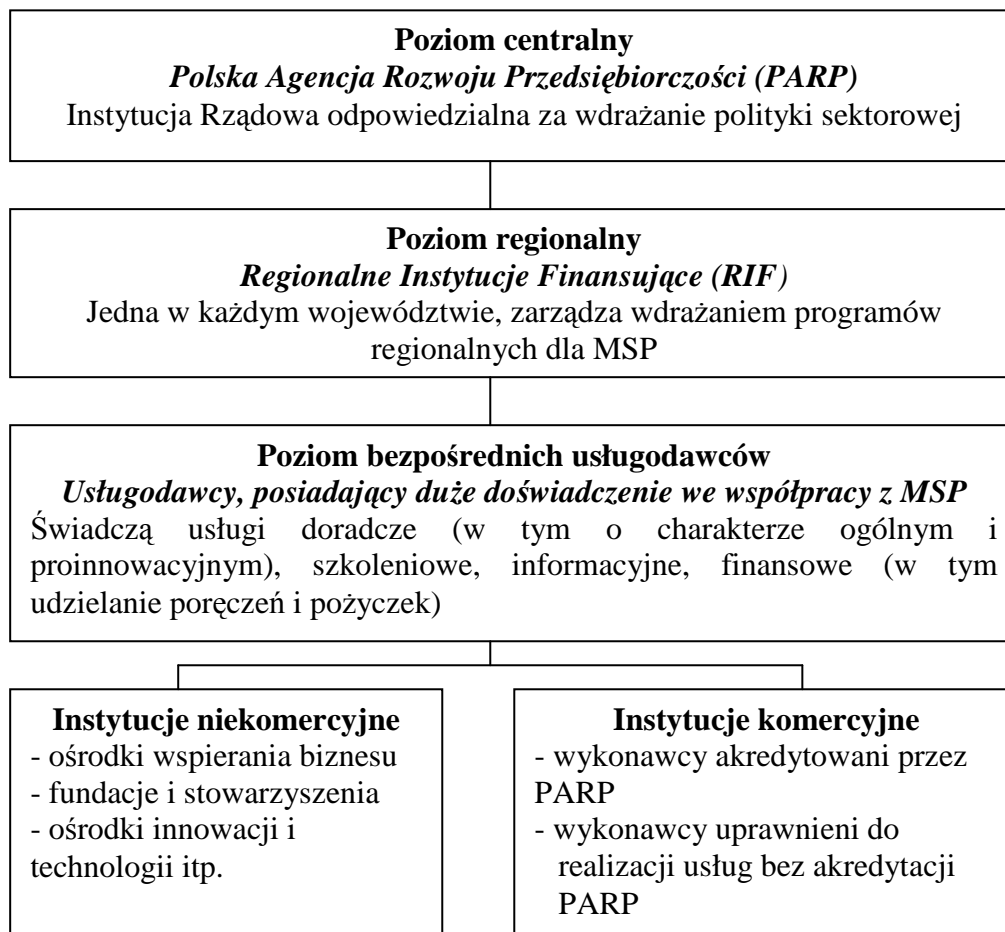 Poziom centralny
Polska Agencja Rozwoju Przedsiębiorczości (PARP)
Instytucja Rządowa odpowiedzialna za wdrażanie polityki sektorowej
Poziom regionalny
Regionalne Instytucje Finansujące (RIF)
Jedna w każdym województwie, zarządza wdrażaniem programów
regionalnych dla MSP
Poziom bezpośrednich usługodawców
Usługodawcy, posiadający duże doświadczenie we współpracy z MSP
Świadczą usługi doradcze (w tym o charakterze ogólnym i
proinnowacyjnym), szkoleniowe, informacyjne, finansowe (w tym
udzielanie poręczeń i pożyczek)
Instytucje niekomercyjne
- ośrodki wspierania biznesu
- fundacje i stowarzyszenia
- ośrodki innowacji i
technologii itp.
Instytucje komercyjne
- wykonawcy akredytowani przez
PARP
- wykonawcy uprawnieni do
realizacji usług bez akredytacji
PARP